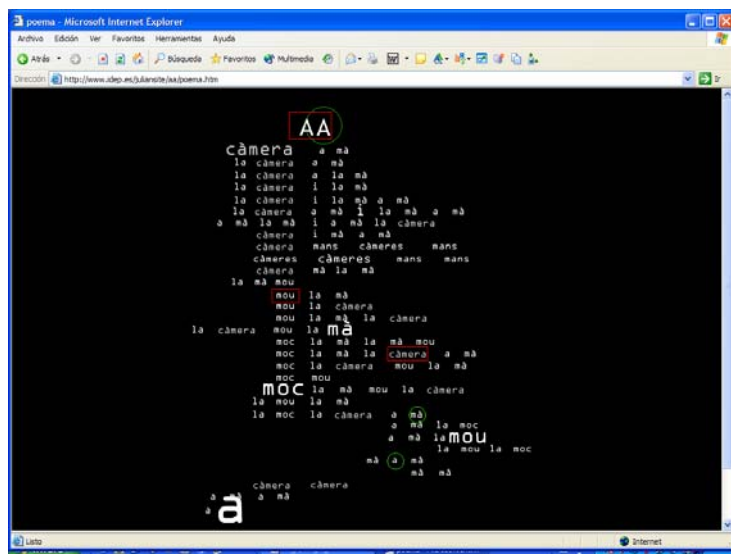 poema - Microsoft Internet Explorer
Archivo Edición Ver Favoritos Herramientas Ayuda
Atrás Búsqueda Favoritos Multimedia
Dirección http://www.idep.es/juliansite/aa/poema.htm Ir
AA
càmera a mà
la càmera a mà
la càmera a la mà
la càmera i la mà
la càmera i la mà a mà
la càmera a mà i la mà a mà
a mà la mà i a mà la càmera
càmera i mà a mà
càmera mans càmeres mans
càmeres càmeres mans mans
càmera mà la mà
la mà mou
mou la mà
mou la càmera
mou la mà la càmera
la càmera mou la mà
moc la mà la mà mou
moc la mà la càmera a mà
moc la càmera mou la mà
moc mou
moc la mà mou la càmera
la mou la mà
la moc la càmera a mà
a mà la moc
a mà la mou
la mou la moc
mà a mà
mà mà
càmera càmera
a mà a mà
a a
Listo Internet